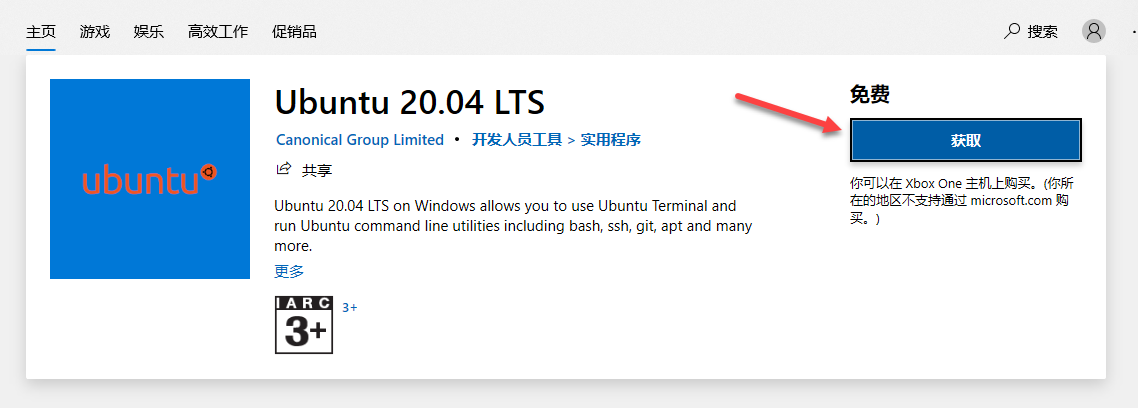 主页 游戏 娱乐 高效工作 促销品 搜索
ubuntu
Ubuntu 20.04 LTS
Canonical Group Limited • 开发人员工具 > 实用程序
共享
Ubuntu 20.04 LTS on Windows allows you to use Ubuntu Terminal and
run Ubuntu command line utilities including bash, ssh, git, apt and many
more.
更多
IARC
3+
3+
免费
获取
你可以在 Xbox One 主机上购买。(你所
在的地区不支持通过 microsoft.com 购
买。)